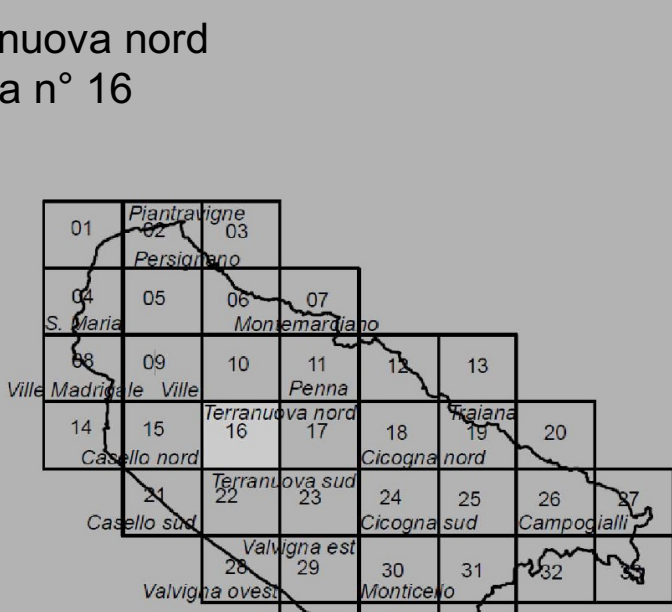 nuova nord
a n° 16
Piantravigne
01 02 03
Persignano
04 05 06 07
S. Maria Montemarciano
08 09 10 11 12 13
Ville Madrigale Ville Penna
Terranuova nord Traiana
14 15 16 17 18 19 20
Casello nord Cicogna nord
Terranuova sud
21 22 23 24 25 26 27
Casello sud Cicogna sud Campogialli
Valvigna est
28 29 30 31 32 33
Valvigna ovest Monticello